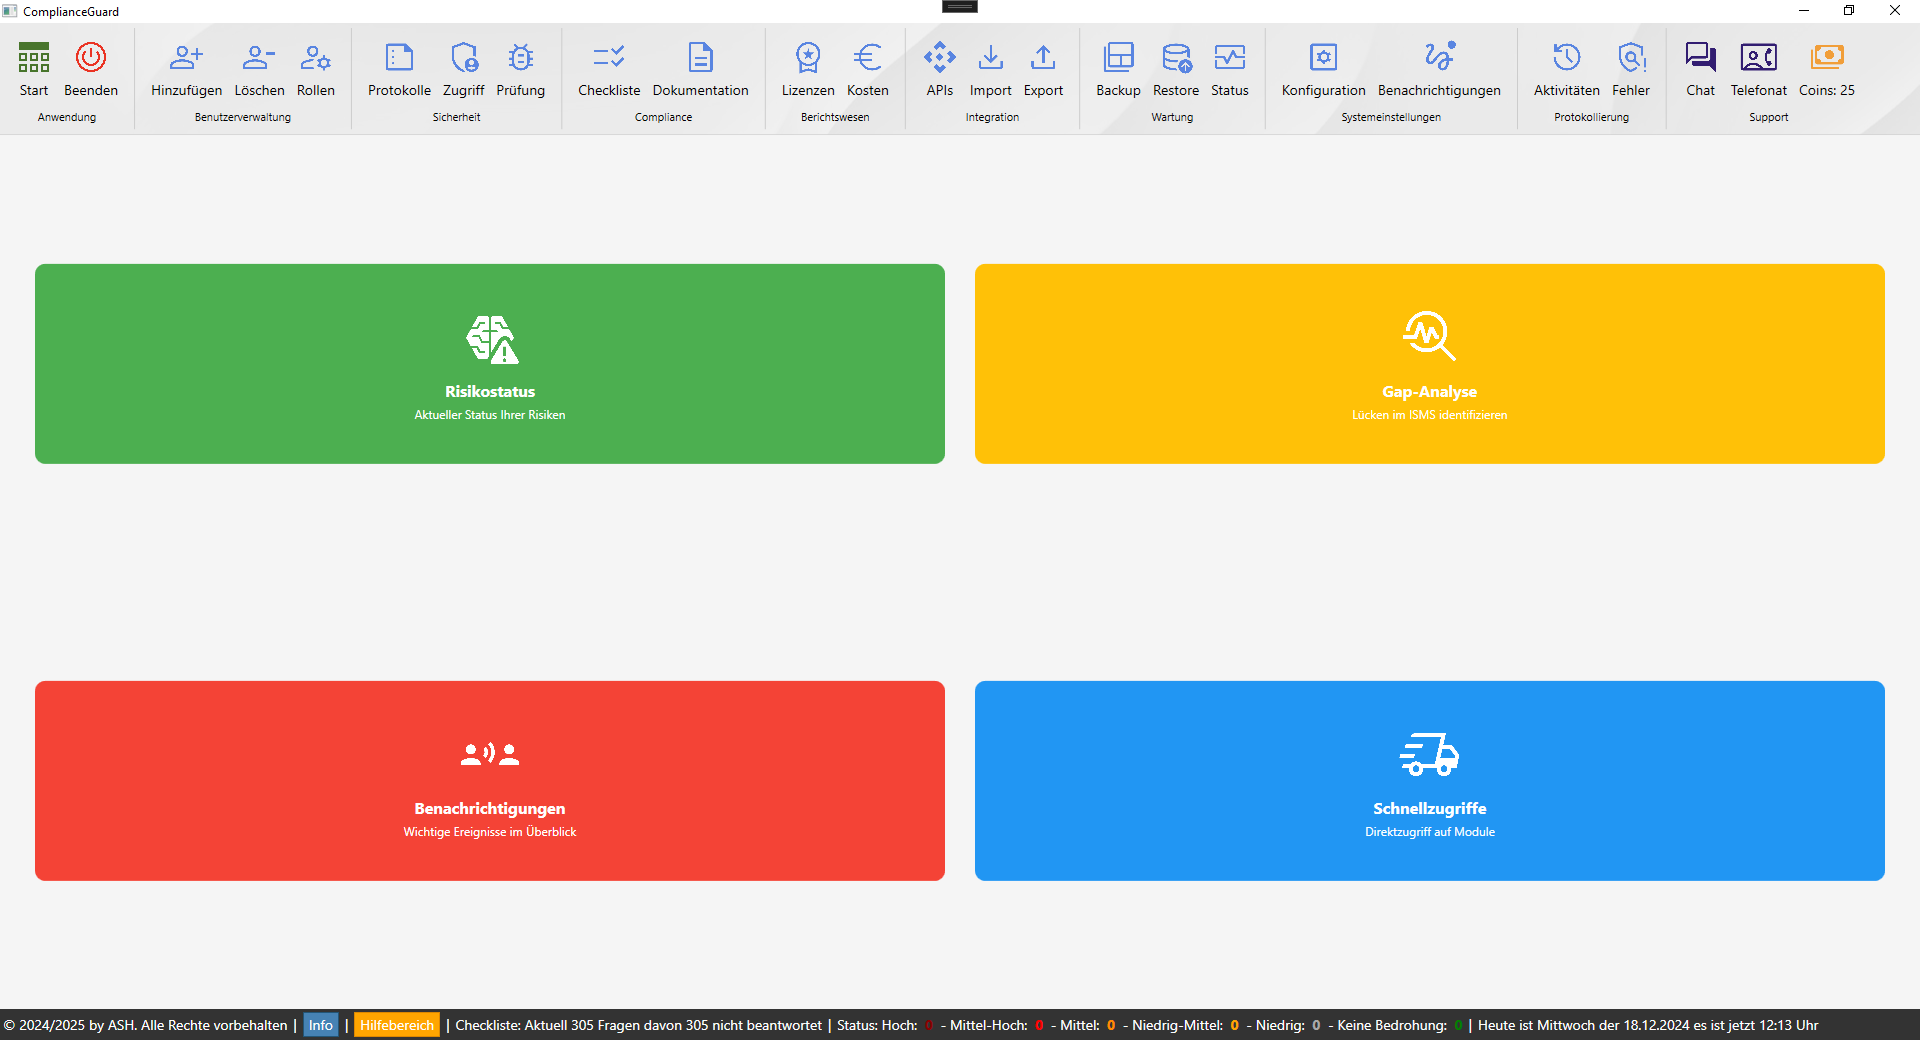 ComplianceGuard
Start Beenden
Anwendung
Hinzufügen Löschen Rollen
Benutzerverwaltung
Protokolle Zugriff Prüfung
Sicherheit
Checkliste Dokumentation
Compliance
Lizenzen Kosten
Berichtswesen
APIs Import Export
Integration
Backup Restore Status
Wartung
Konfiguration Benachrichtigungen
Systemeinstellungen
Aktivitäten Fehler
Protokollierung
Chat Telefonat Coins: 25
Support
Risikostatus
Aktueller Status Ihrer Risiken
Gap-Analyse
Lücken im ISMS identifizieren
Benachrichtigungen
Wichtige Ereignisse im Überblick
Schnellzugriffe
Direktzugriff auf Module
© 2024/2025 by ASH. Alle Rechte vorbehalten | Info | Hilfebereich | Checkliste: Aktuell 305 Fragen davon 305 nicht beantwortet | Status: Hoch: 0 - Mittel-Hoch: 0 - Mittel: 0 - Niedrig-Mittel: 0 - Niedrig: 0 - Keine Bedrohung: 0 | Heute ist Mittwoch der 18.12.2024 es ist jetzt 12:13 Uhr